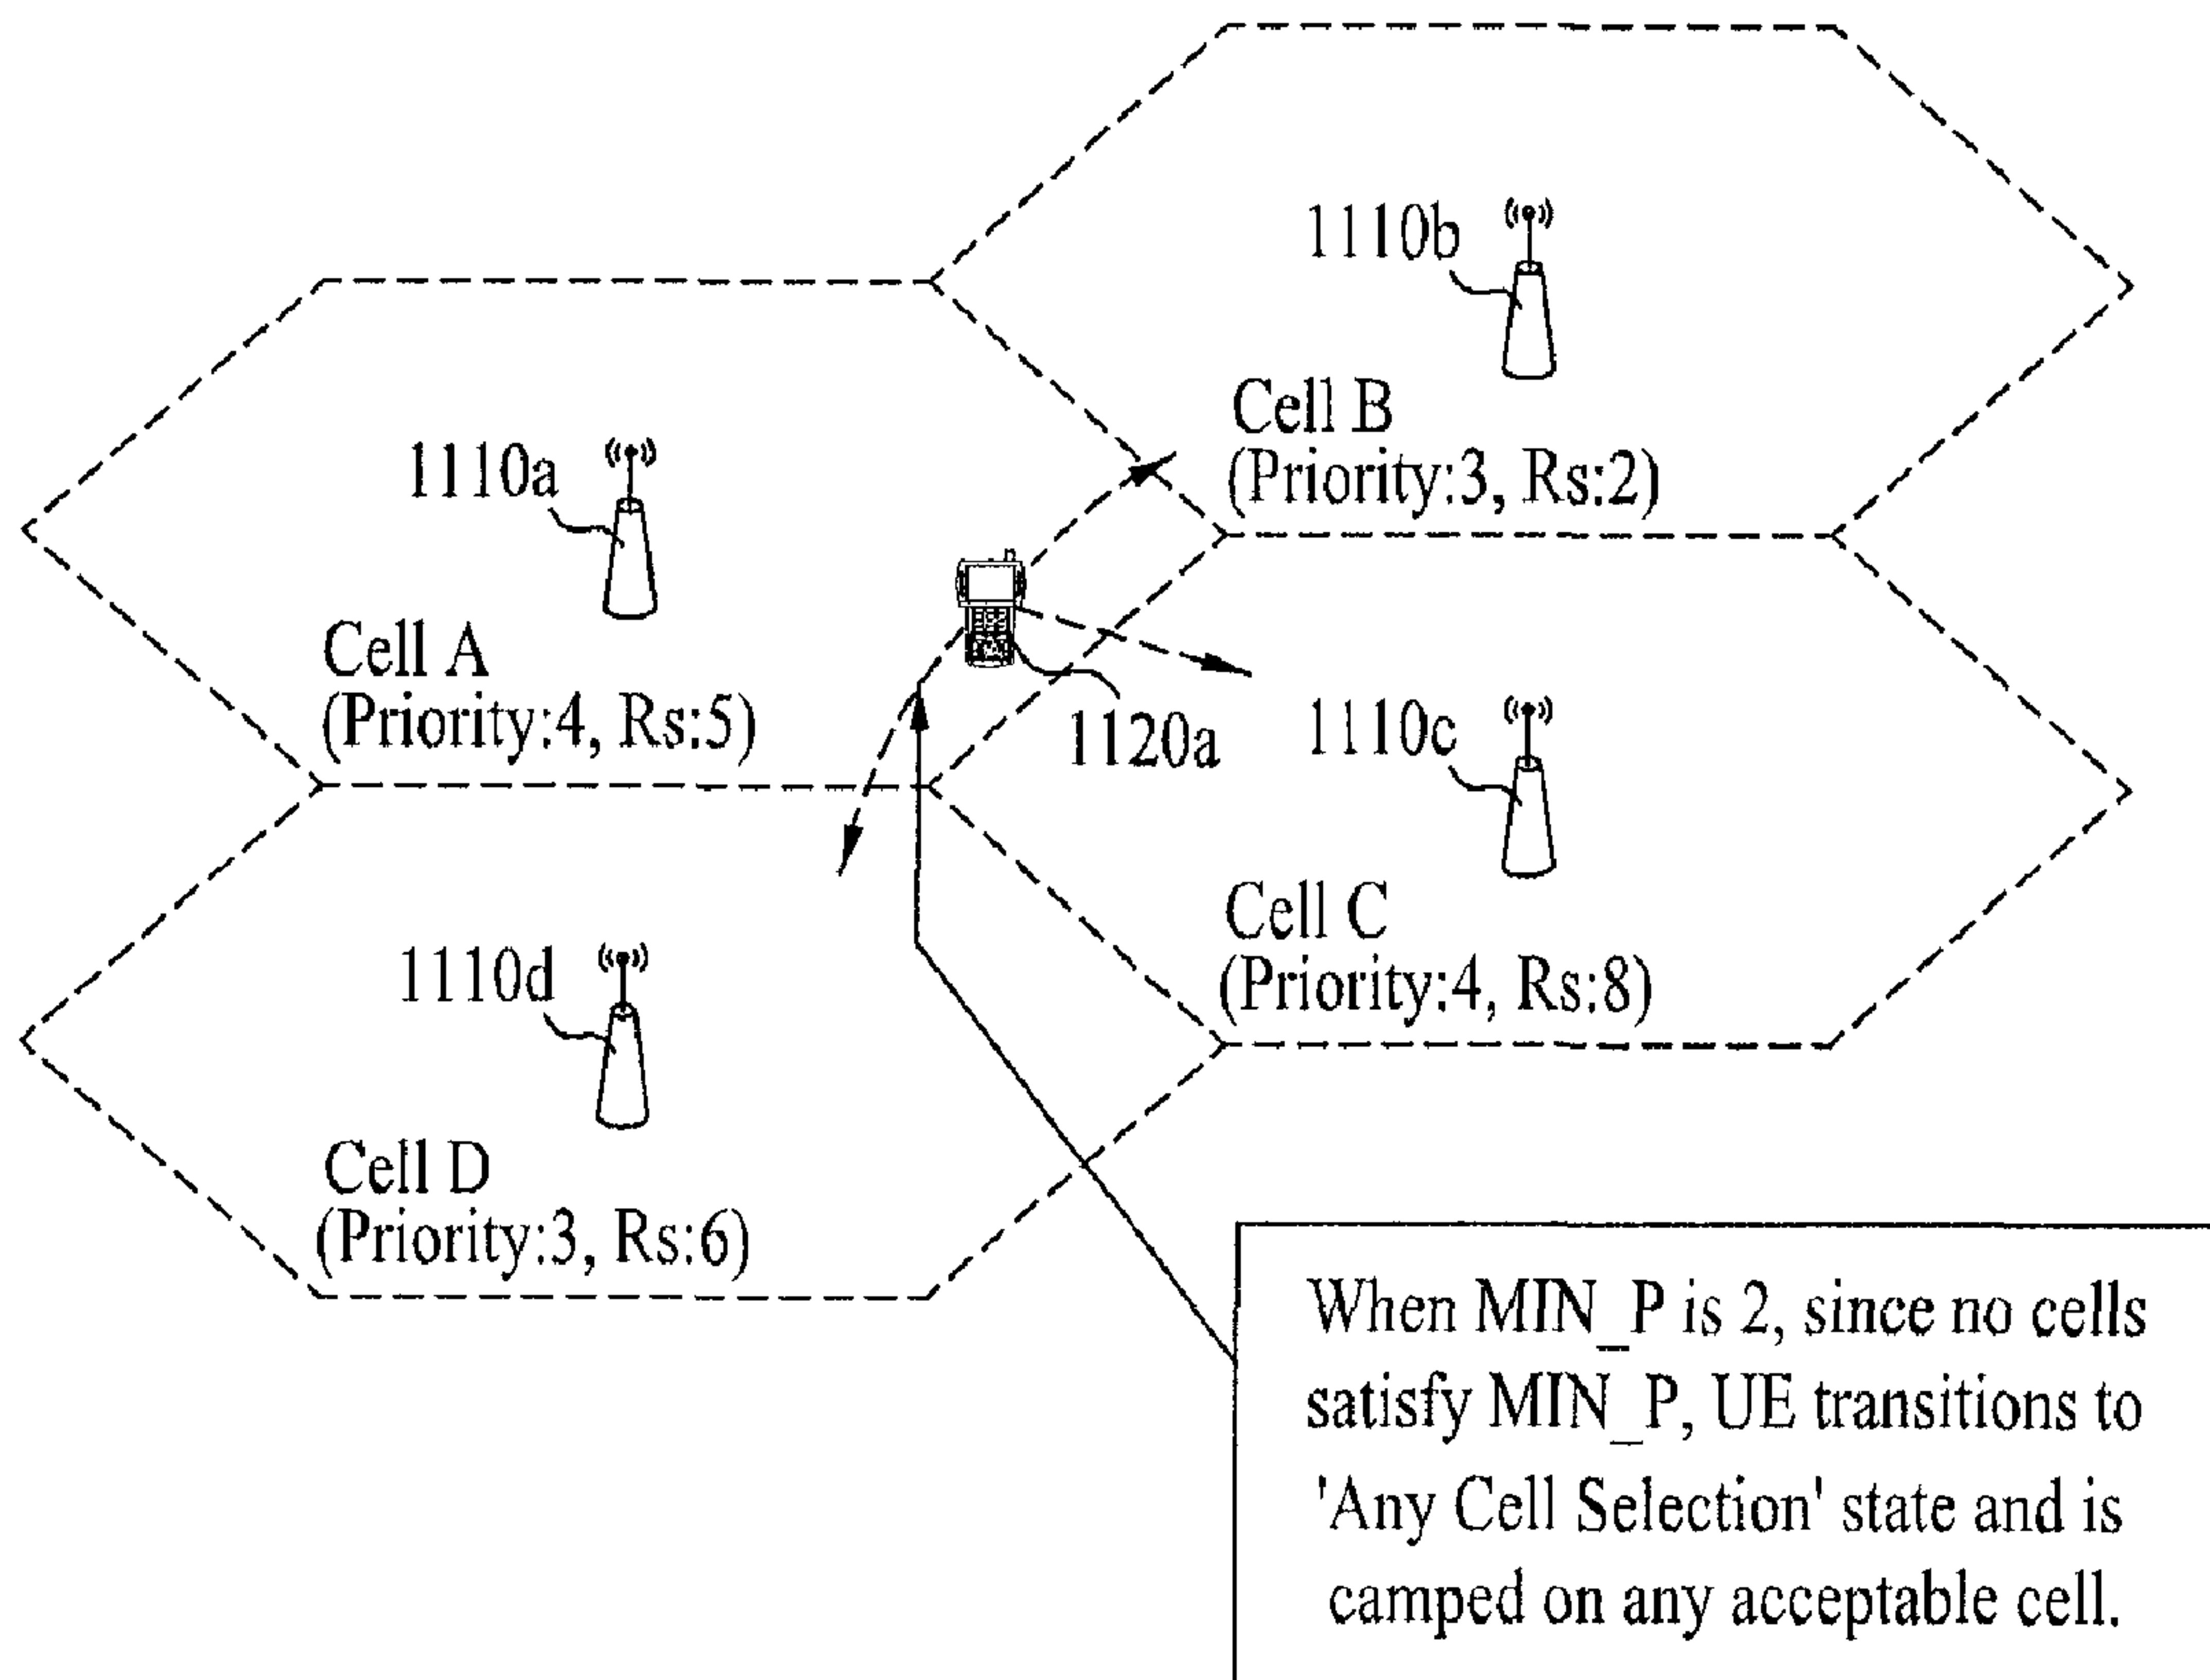 1110b
Cell B
(Priority:3, Rs:2)
1110a
Cell A
(Priority:4, Rs:5)
1120a
1110c
Cell C
(Priority:4, Rs:8)
1110d
Cell D
(Priority:3, Rs:6)
When MIN_P is 2, since no cells
satisfy MIN_P, UE transitions to
'Any Cell Selection' state and is
camped on any acceptable cell.